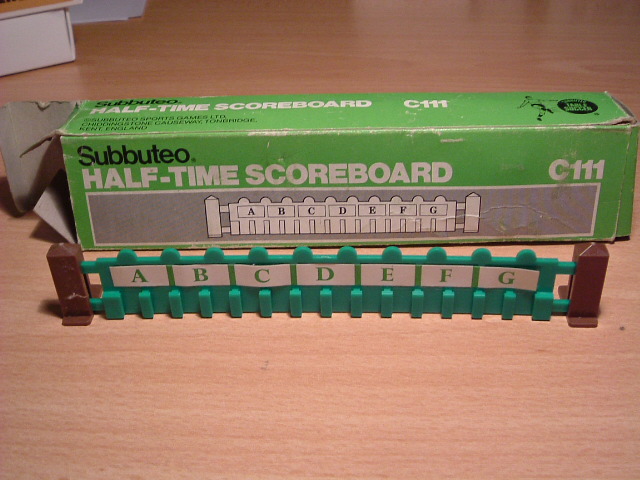 Subbuteo®
HALF-TIME SCOREBOARD C111
©SUBBUTEO SPORTS GAMES LTD.
CHIDDINGSTONE CAUSEWAY, TONBRIDGE,
KENT, ENGLAND
Subbuteo®
HALF-TIME SCOREBOARD C111
A B C D E F G
A B C D E F G